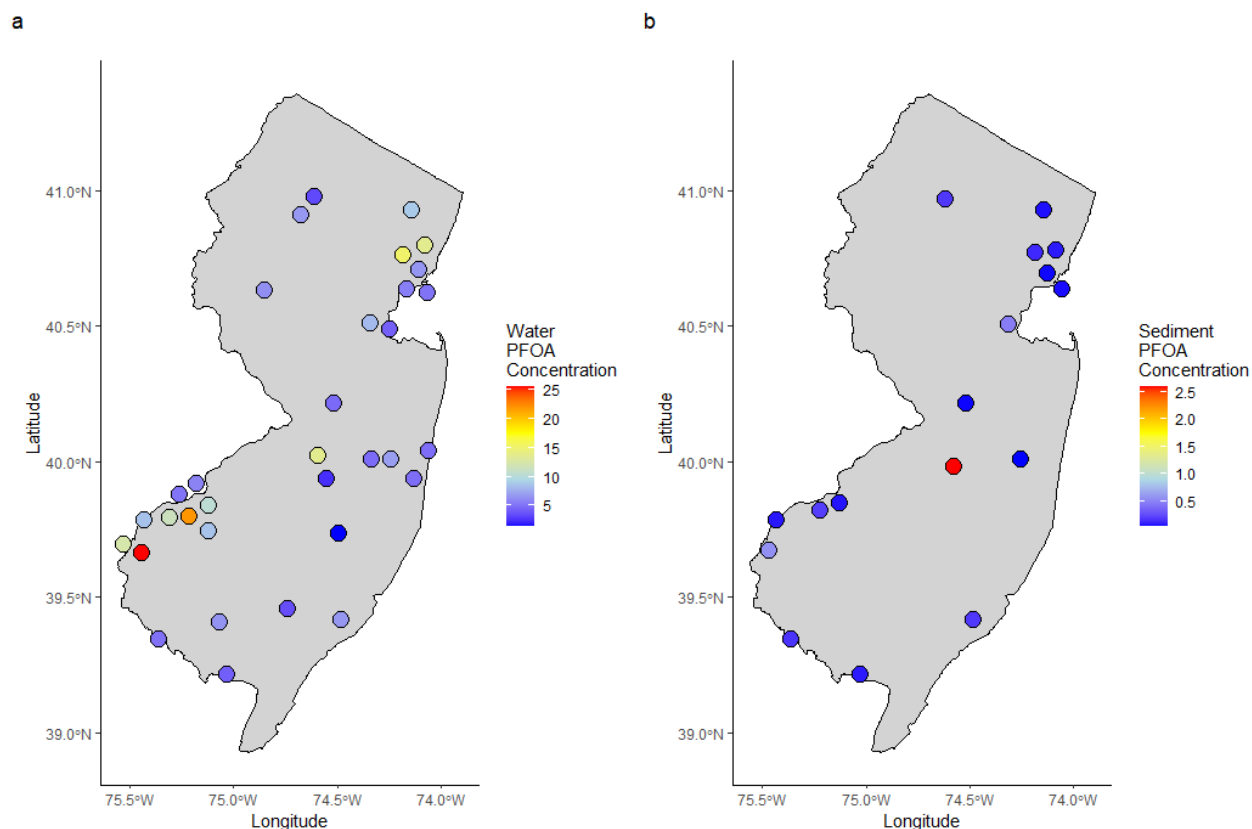 a
41.0°N
40.5°N
40.0°N
39.5°N
39.0°N
Latitude
75.5°W 75.0°W 74.5°W 74.0°W
Longitude
Water
PFOA
Concentration
25
20
15
10
5
b
41.0°N
40.5°N
40.0°N
39.5°N
39.0°N
Latitude
75.5°W 75.0°W 74.5°W 74.0°W
Longitude
Sediment
PFOA
Concentration
2.5
2.0
1.5
1.0
0.5